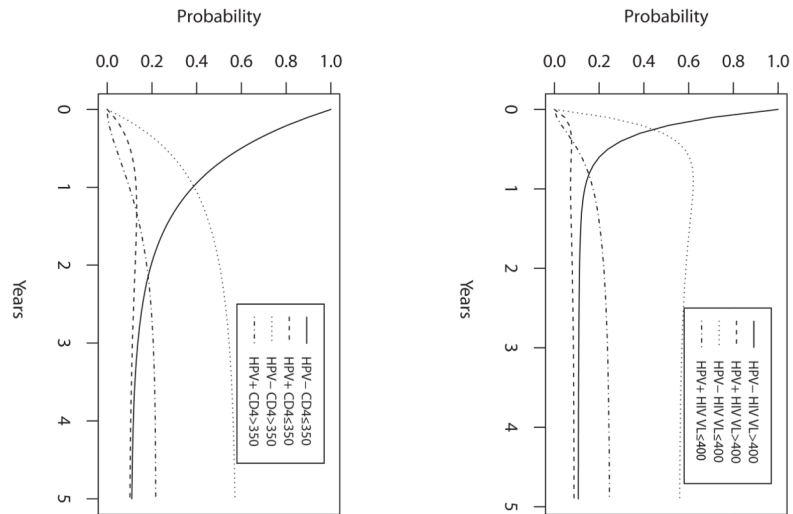 Probability
0.0 0.2 0.4 0.6 0.8 1.0
0
1
2
3
4
5
Years
HPV− CD4≤350
HPV+ CD4≤350
HPV− CD4>350
HPV+ CD4>350
Probability
0.0 0.2 0.4 0.6 0.8 1.0
0
1
2
3
4
5
Years
HPV− HIV VL>400
HPV+ HIV VL>400
HPV− HIV VL≤400
HPV+ HIV VL≤400